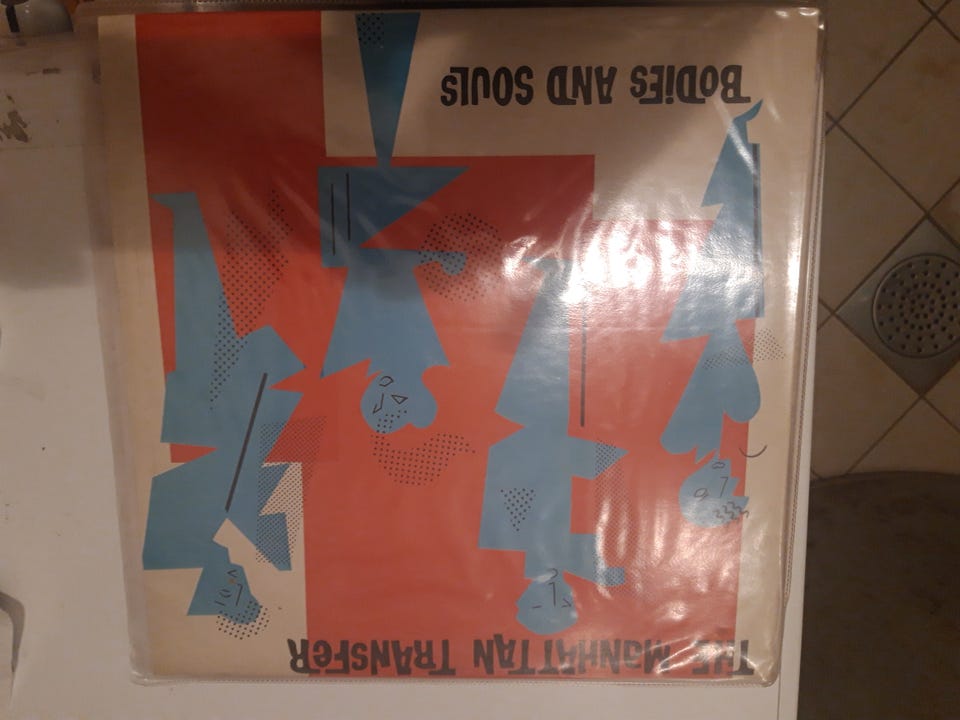 THE MANHATTAN TRANSFER
BODIES AND SOULS